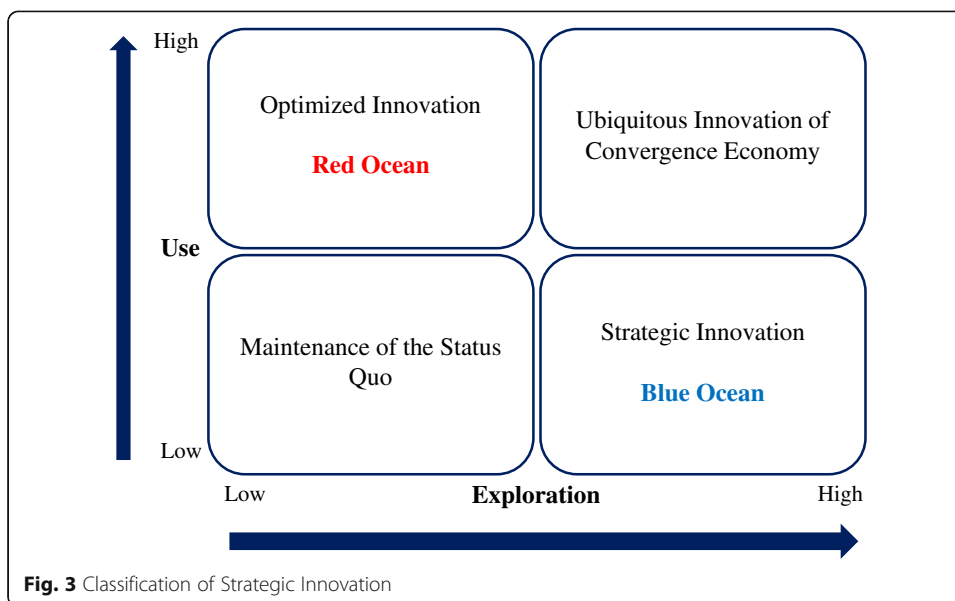 High
Optimized Innovation
Red Ocean
Ubiquitous Innovation of
Convergence Economy
Use
Maintenance of the Status
Quo
Strategic Innovation
Blue Ocean
Low
Low
Exploration
High
Fig. 3 Classification of Strategic Innovation